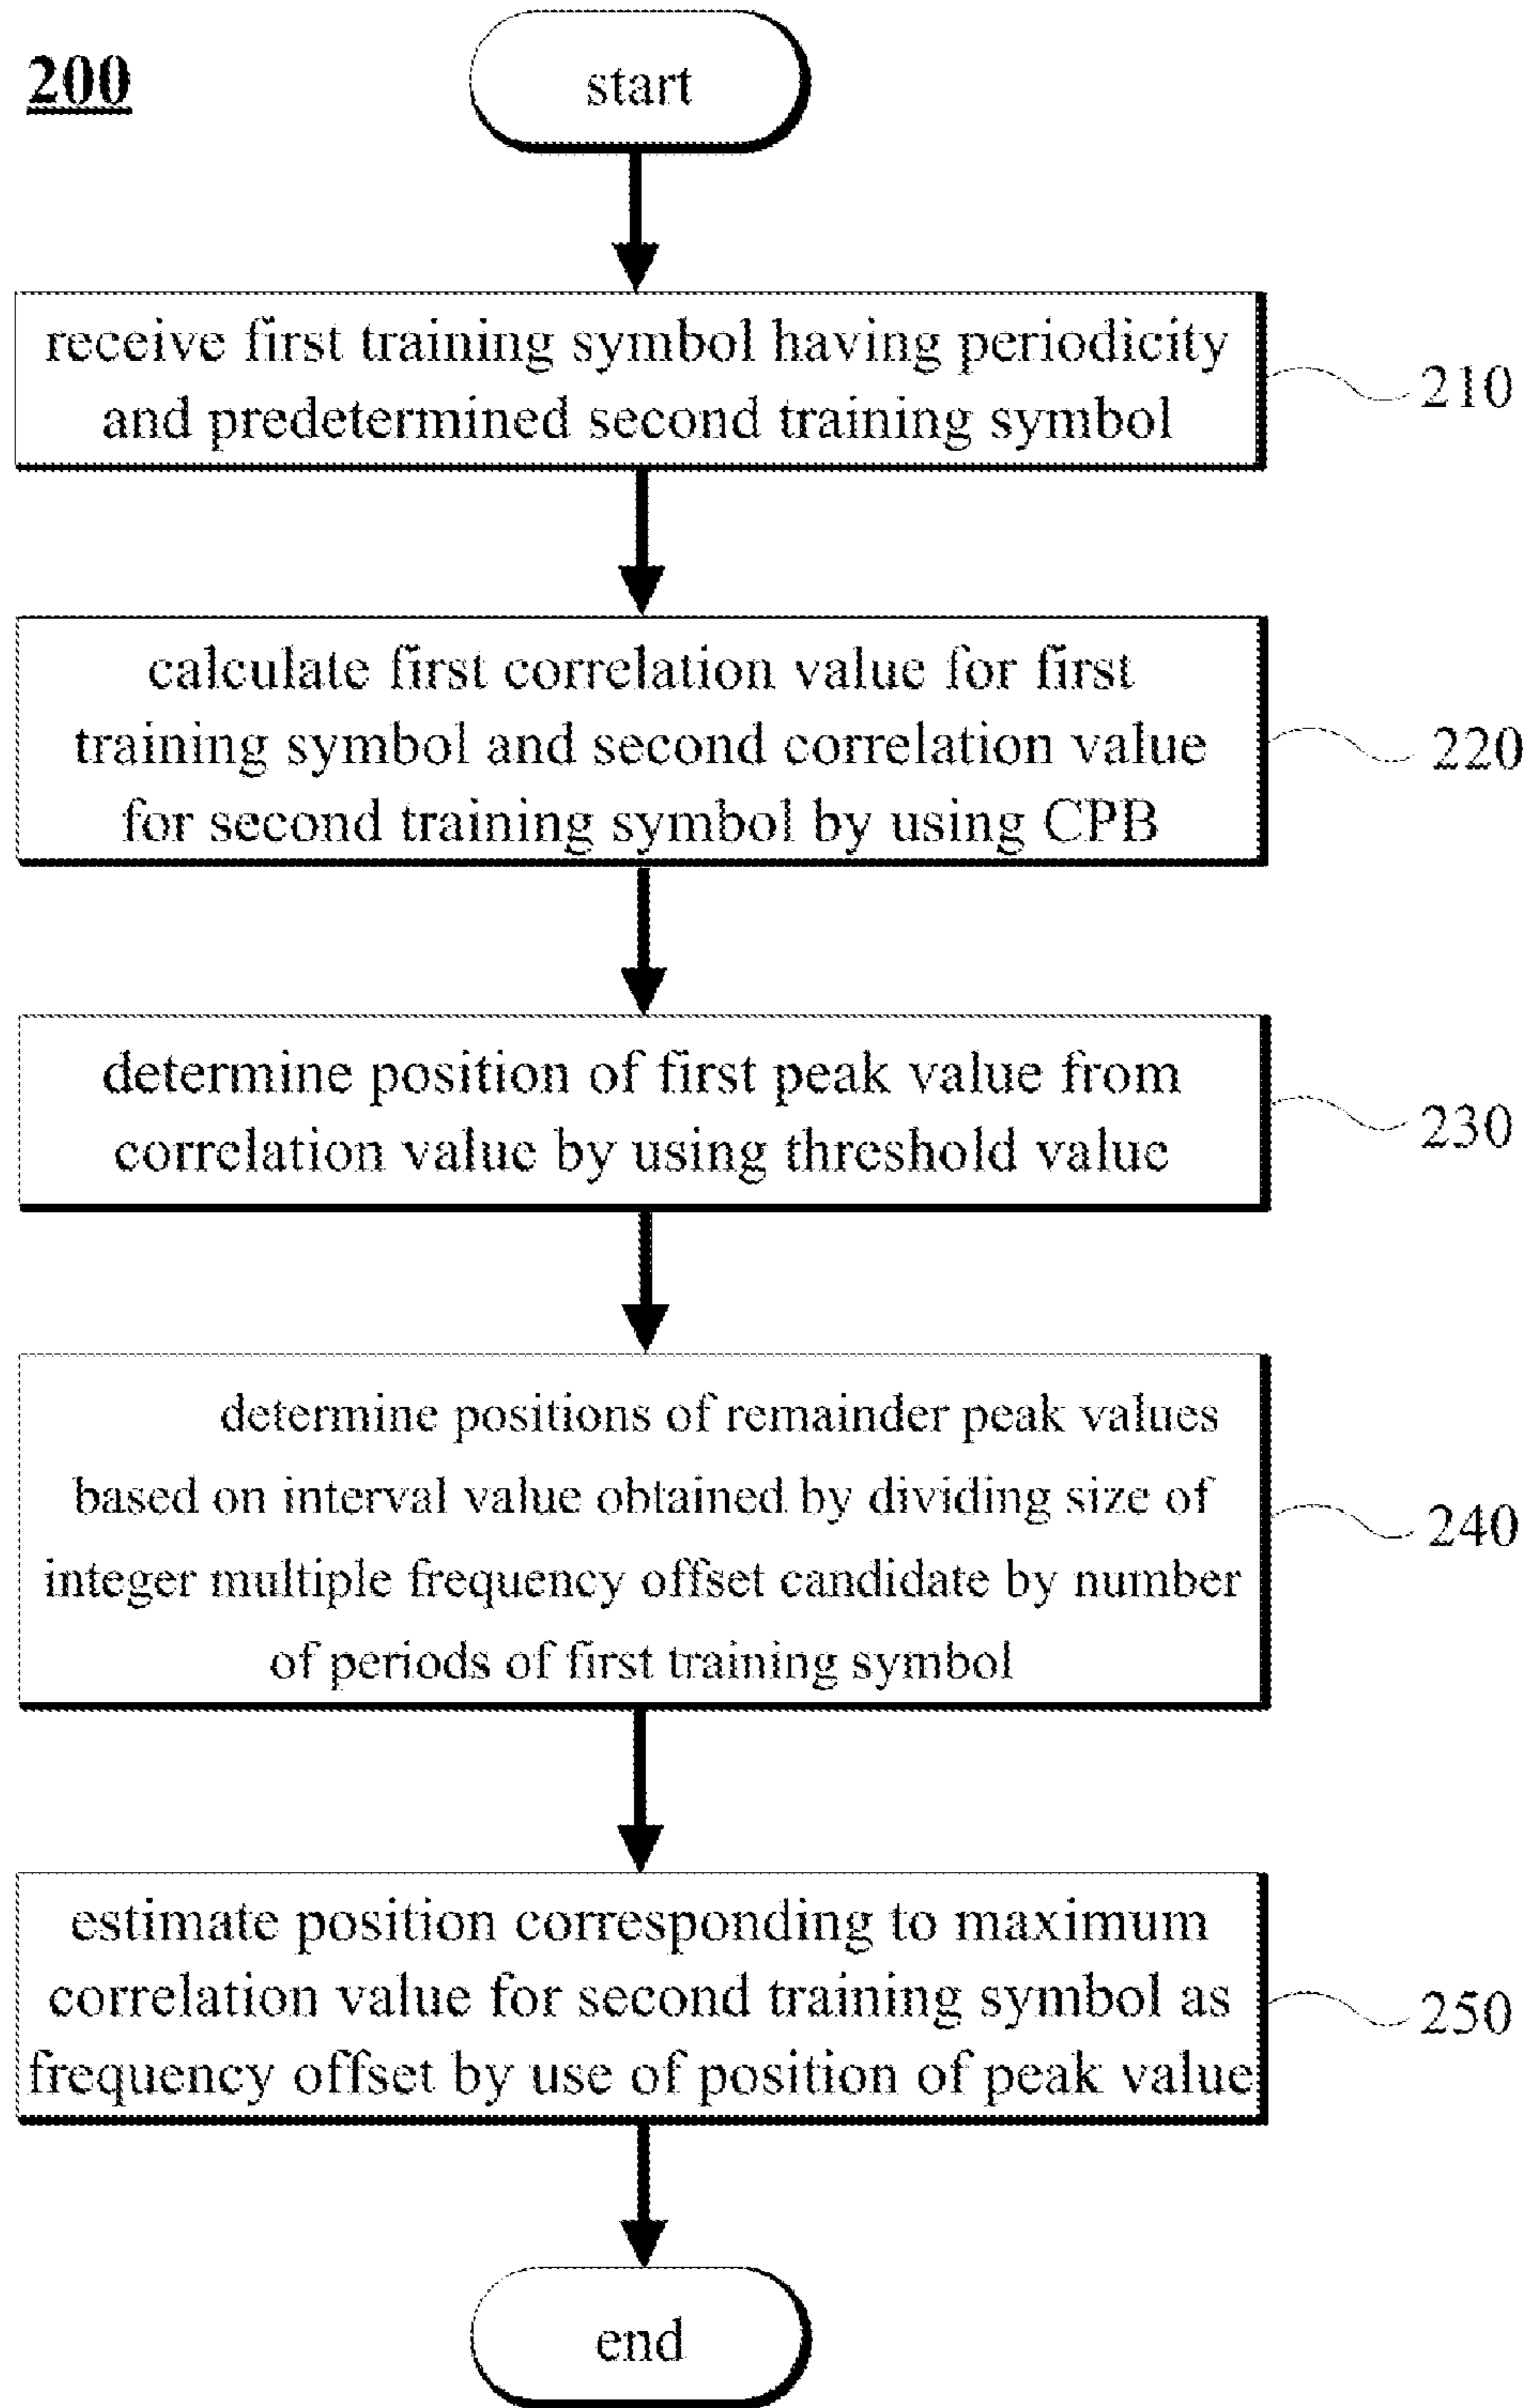 200
start
receive first training symbol having periodicity
and predetermined second training symbol
210
calculate first correlation value for first
training symbol and second correlation value
for second training symbol by using CPB
220
determine position of first peak value from
correlation value by using threshold value
230
determine positions of remainder peak values
based on interval value obtained by dividing size of
integer multiple frequency offset candidate by number
of periods of first training symbol
240
estimate position corresponding to maximum
correlation value for second training symbol as
frequency offset by use of position of peak value
250
end